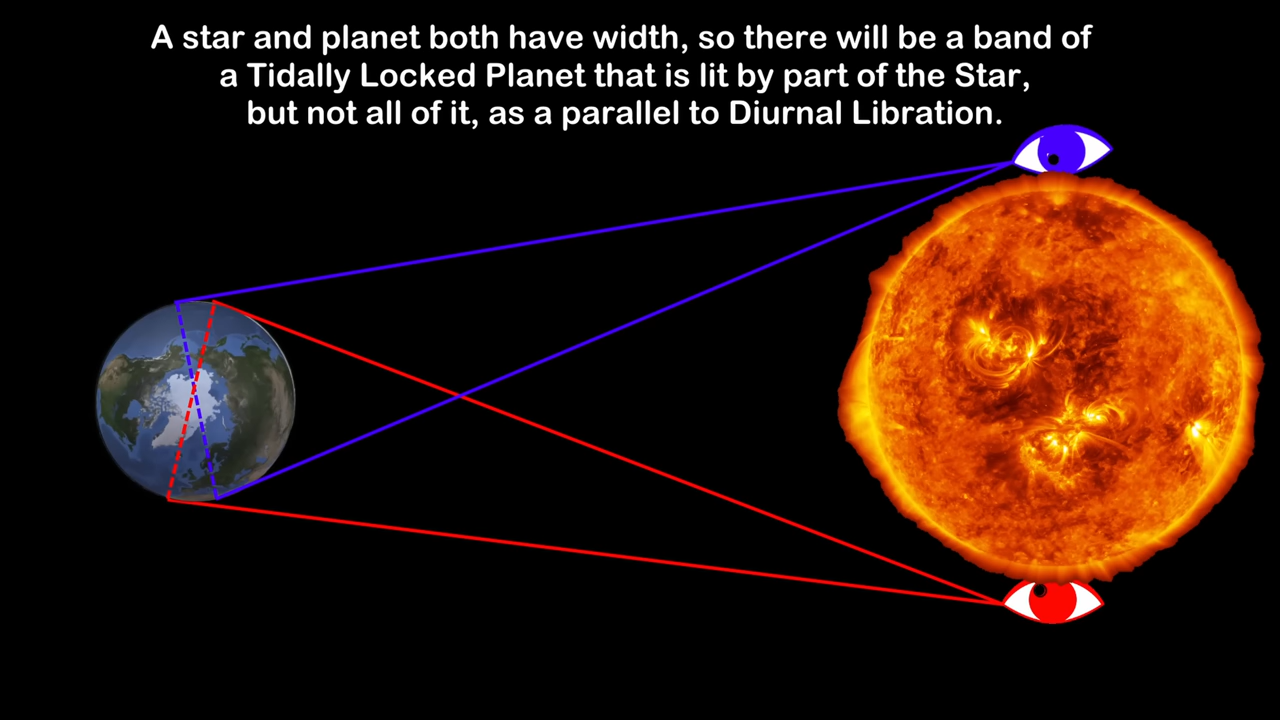 A star and planet both have width, so there will be a band of
a Tidally Locked Planet that is lit by part of the Star,
but not all of it, as a parallel to Diurnal Libration.